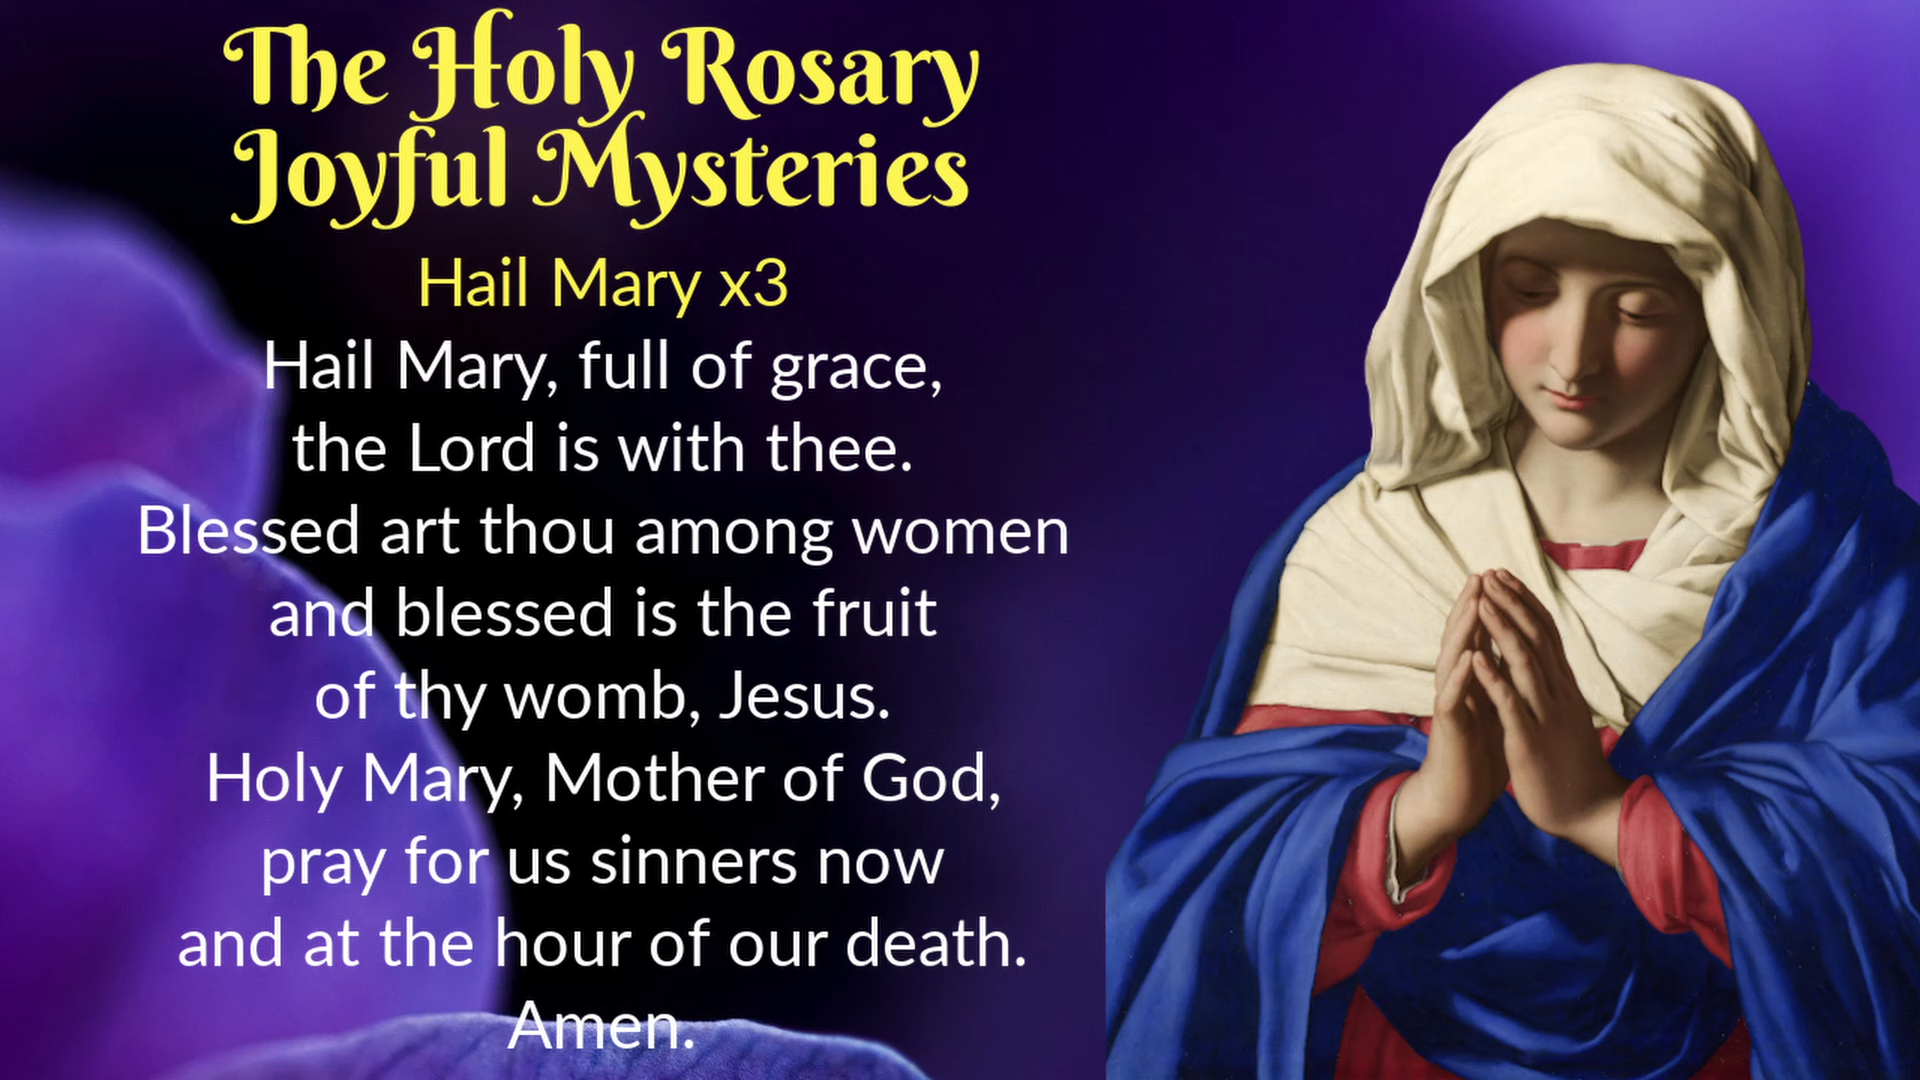 The Holy Rosary
Joyful Mysteries
Hail Mary x3
Hail Mary, full of grace,
the Lord is with thee.
Blessed art thou among women
and blessed is the fruit
of thy womb, Jesus.
Holy Mary, Mother of God,
pray for us sinners now
and at the hour of our death.
Amen.